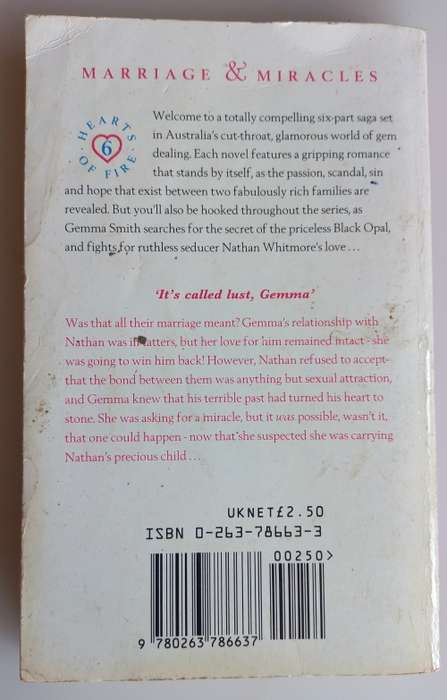 MARRIAGE & MIRACLES
HEARTS OF FIRE
6
Welcome to a totally compelling six-part saga set
in Australia's cut-throat, glamorous world of gem
dealing. Each novel features a gripping romance
that stands by itself, as the passion, scandal, sin
and hope that exist between two fabulously rich families are
revealed. But you'll also be hooked throughout the series, as
Gemma Smith searches for the secret of the priceless Black Opal,
and fights for ruthless seducer Nathan Whitmore's love ...
'It's called lust, Gemma'
Was that all their marriage meant? Gemma's relationship with
Nathan was in tatters, but her love for him remained intact - she
was going to win him back! However, Nathan refused to accept
that the bond between them was anything but sexual attraction,
and Gemma knew that his terrible past had turned his heart to
stone. She was asking for a miracle, but it was possible, wasn't it,
that one could happen - now that she suspected she was carrying
Nathan's precious child ...
UKNET£2.50
ISBN 0-263-78663-3
00250>
9 780263 786637